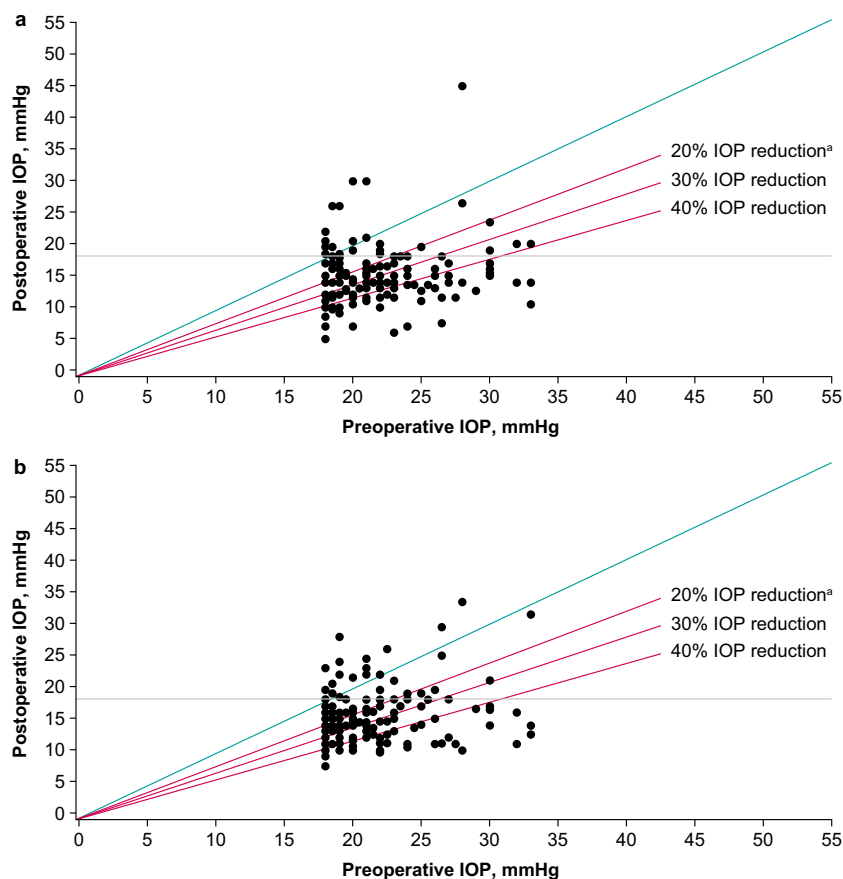 a
Postoperative IOP, mmHg
55
50
45
40
35
30
25
20
15
10
5
0
20% IOP reductionᵃ
30% IOP reduction
40% IOP reduction
0 5 10 15 20 25 30 35 40 45 50 55
Preoperative IOP, mmHg
b
Postoperative IOP, mmHg
55
50
45
40
35
30
25
20
15
10
5
0
20% IOP reductionᵃ
30% IOP reduction
40% IOP reduction
0 5 10 15 20 25 30 35 40 45 50 55
Preoperative IOP, mmHg